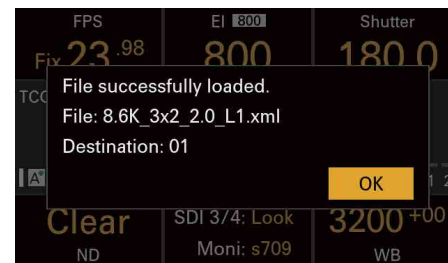 FPS EI 800 Shutter
Fix 23.98 800 180.0
TCG
File successfully loaded.
File: 8.6K_3x2_2.0_L1.xml
Destination: 01
OK
A
Clear SDI 3/4: Look 3200+00
ND Moni: s709 WB